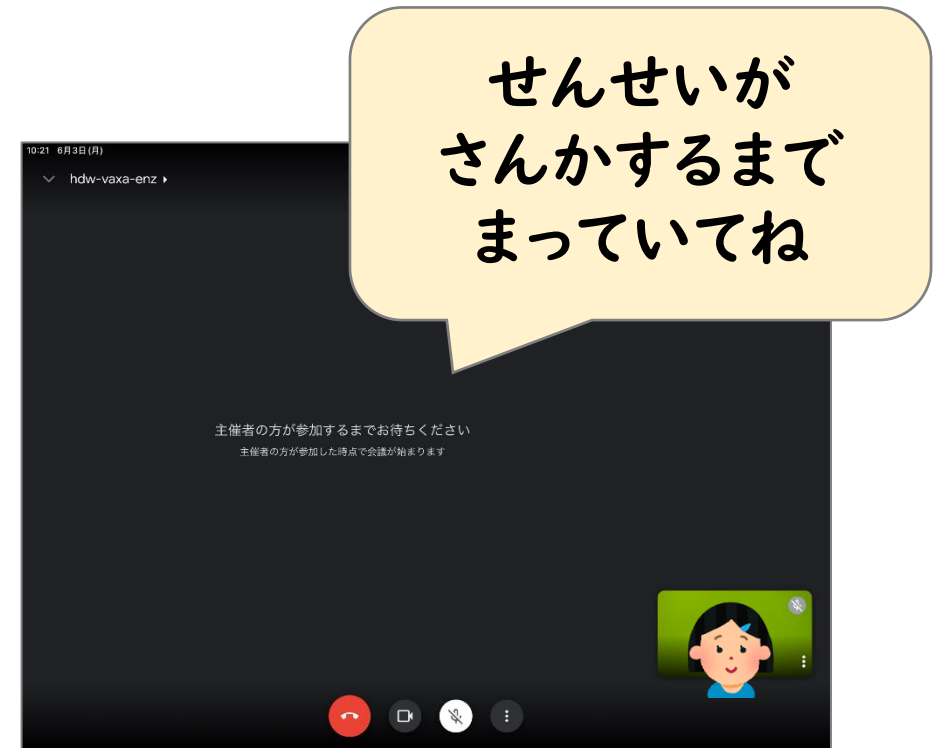 せんせいが
さんかするまで
まっていてね
10:21 6月3日(月)
hdw-vaxa-enz
主催者の方が参加するまでお待ちください
主催者の方が参加した時点で会議が始まります